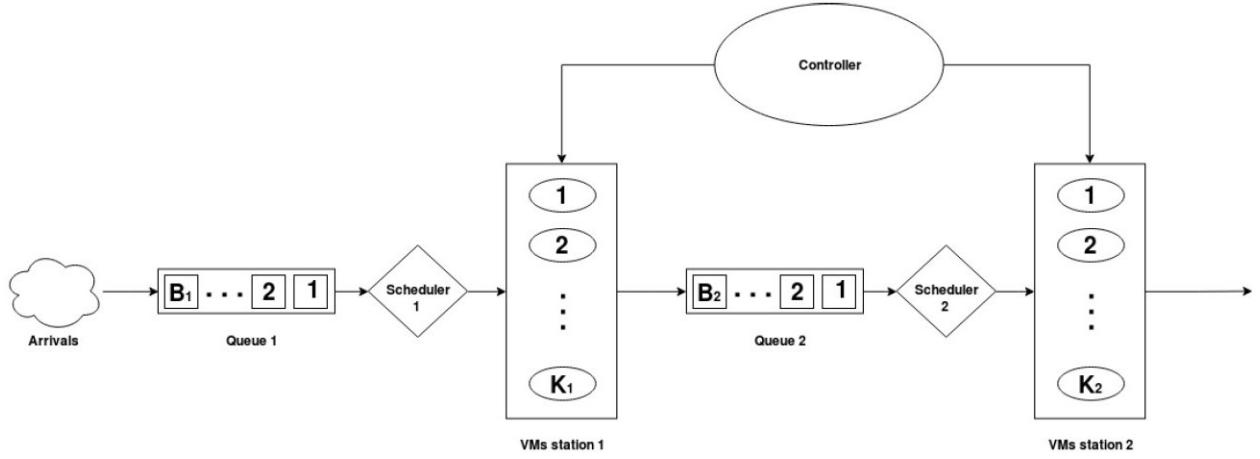 Controller
1
2
.
.
.
K₁
1
2
.
.
.
K₂
B₁ . . . 2 1
Scheduler
1
B₂ . . . 2 1
Scheduler
2
Arrivals
Queue 1
Queue 2
VMs station 1
VMs station 2